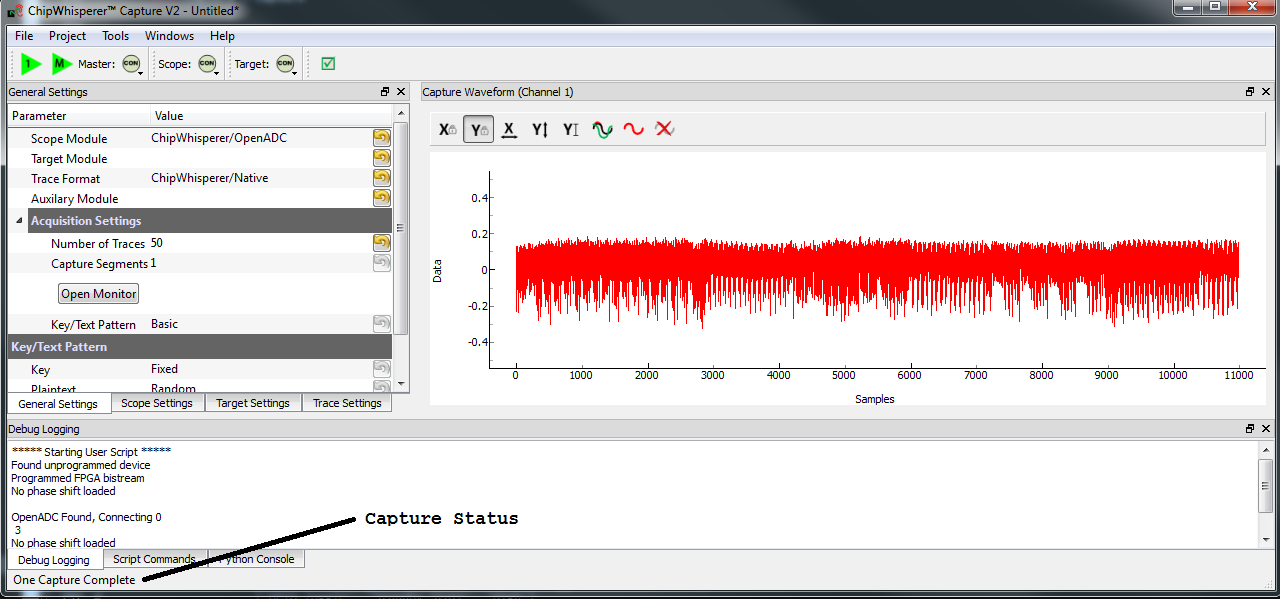 ChipWhisperer™ Capture V2 - Untitled*
File Project Tools Windows Help
1 M Master: CON Scope: CON Target: CON
General Settings
Parameter Value
Scope Module ChipWhisperer/OpenADC
Target Module
Trace Format ChipWhisperer/Native
Auxilary Module
Acquisition Settings
Number of Traces 50
Capture Segments 1
Open Monitor
Key/Text Pattern Basic
Key/Text Pattern
Key Fixed
Plaintext Random
General Settings Scope Settings Target Settings Trace Settings
Capture Waveform (Channel 1)
X Y X Y Y
0.4
0.2
0
-0.2
-0.4
Data
0 1000 2000 3000 4000 5000 6000 7000 8000 9000 10000 11000
Samples
Debug Logging
***** Starting User Script *****
Found unprogrammed device
Programmed FPGA bistream
No phase shift loaded
OpenADC Found, Connecting 0
3
No phase shift loaded
Capture Status
Debug Logging Script Commands Python Console
One Capture Complete